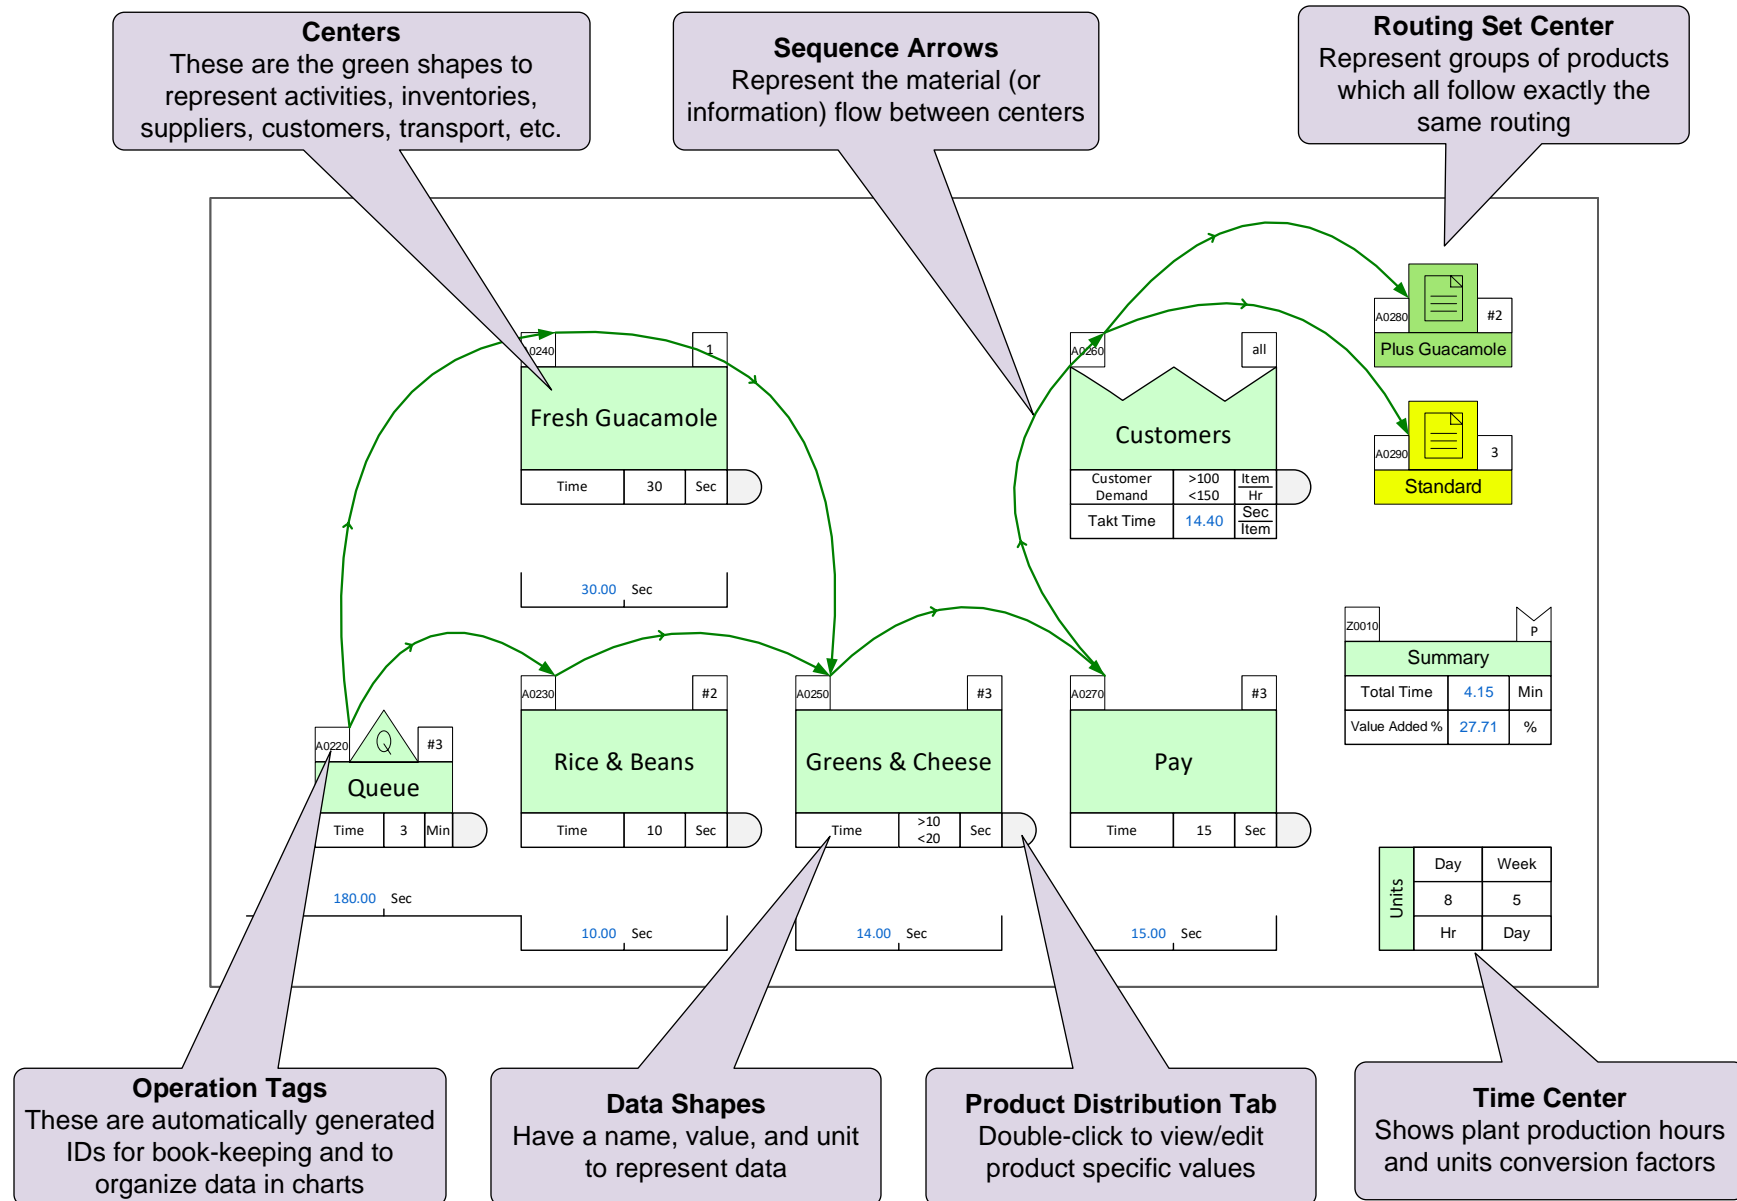 Centers
These are the green shapes to
represent activities, inventories,
suppliers, customers, transport, etc.
Sequence Arrows
Represent the material (or
information) flow between centers
Routing Set Center
Represent groups of products
which all follow exactly the
same routing
A0280
#2
Plus Guacamole
A0240
1
Fresh Guacamole
Time 30 Sec
30.00 Sec
A0260
all
Customers
Customer
Demand
>100
<150
Item
Hr
Takt Time
14.40
Sec
Item
A0290
3
Standard
Z0010
P
Summary
Total Time 4.15 Min
Value Added % 27.71 %
A0220
Q
#3
Queue
Time 3 Min
180.00 Sec
A0230
#2
Rice & Beans
Time 10 Sec
10.00 Sec
A0250
#3
Greens & Cheese
Time
>10
<20
Sec
14.00 Sec
A0270
#3
Pay
Time 15 Sec
15.00 Sec
Units
Day Week
8 5
Hr Day
Operation Tags
These are automatically generated
IDs for book-keeping and to
organize data in charts
Data Shapes
Have a name, value, and unit
to represent data
Product Distribution Tab
Double-click to view/edit
product specific values
Time Center
Shows plant production hours
and units conversion factors